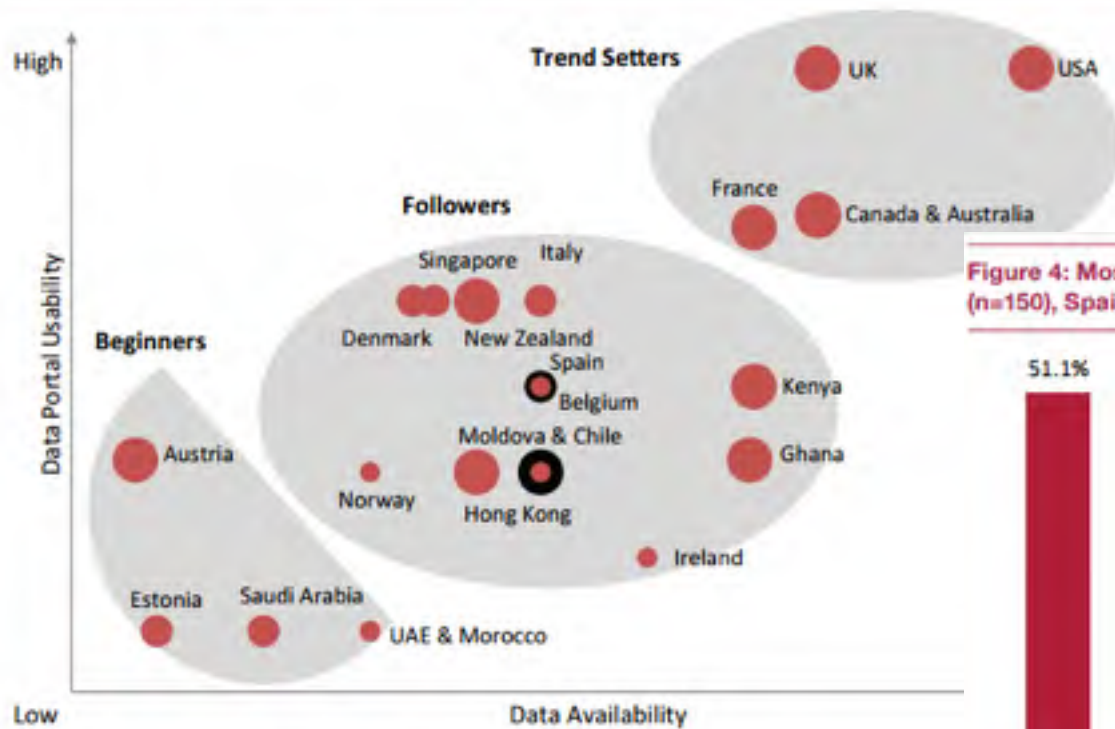 High
Trend Setters
UK
USA
France
Canada & Australia
Followers
Singapore
Italy
Figure 4: Mos
(n=150), Spai
Denmark
New Zealand
Beginners
Spain
51.1%
Kenya
Belgium
Data Portal Usability
Austria
Moldova & Chile
Ghana
Norway
Hong Kong
Ireland
Estonia
Saudi Arabia
UAE & Morocco
Low
Data Availability